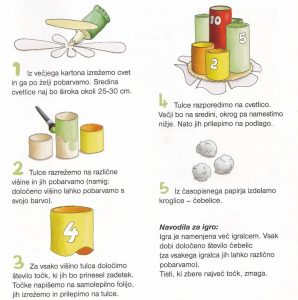 1 Iz večjega kartona izrežemo cvet
in ga po želji pobarvamo. Sredina
cvetlice naj bo široka okoli 25-30 cm.
2 Tulce razrežemo na različne
višine in jih pobarvamo (namig:
določeno višino lahko pobarvamo s
svojo barvo).
4
3 Za vsako višino tulca določimo
število točk, ki jih bo prinesel zadetek.
Točke napišemo na samolepilno folijo,
jih izrežemo in prilepimo na tulce.
10
5
2
4 Tulce razporedimo na cvetlico.
Večji bo na sredini, okrog pa namestimo
nižje. Nato jih prilepimo na podlago.
5 Iz časopisnega papirja izdelamo
kroglice – čebelice.
Navodila za igro:
Igra je namenjena več igralcem. Vsak
dobi določeno število čebelic
(za vsakega igralca jih lahko različno
pobarvamo).
Tisti, ki zbere največ točk, zmaga.